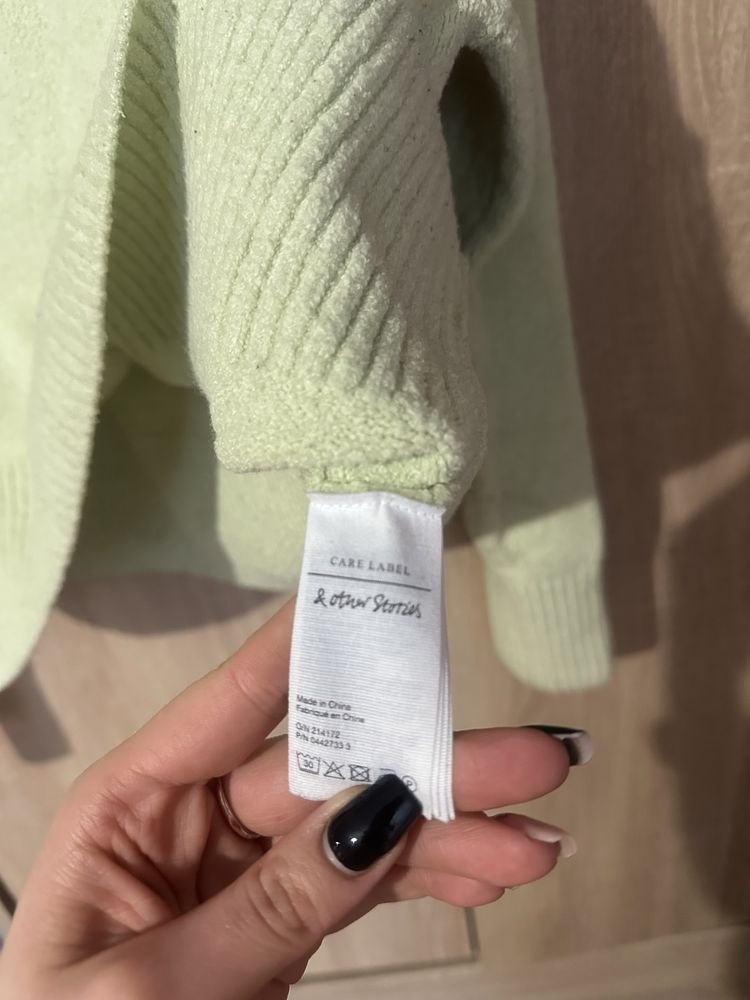 CARE LABEL
& other Stories
Made in China
Fabriqué en Chine
O/N 214172
P/N 0442733 3
30
P